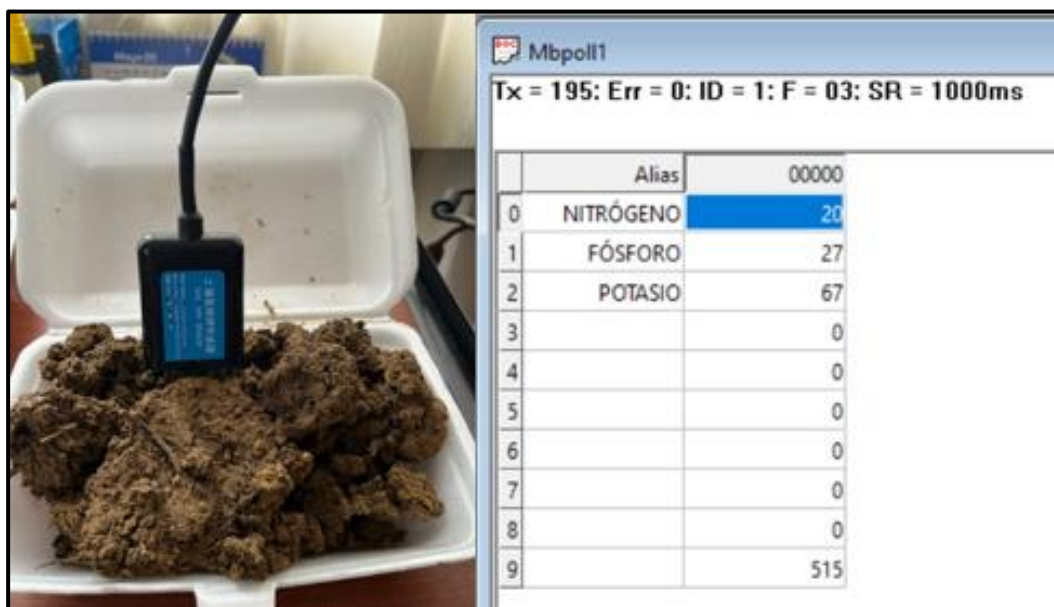 Mbpoll1
Tx = 195: Err = 0: ID = 1: F = 03: SR = 1000ms
Alias 00000
0 NITRÓGENO 20
1 FÓSFORO 27
2 POTASIO 67
3 0
4 0
5 0
6 0
7 0
8 0
9 515